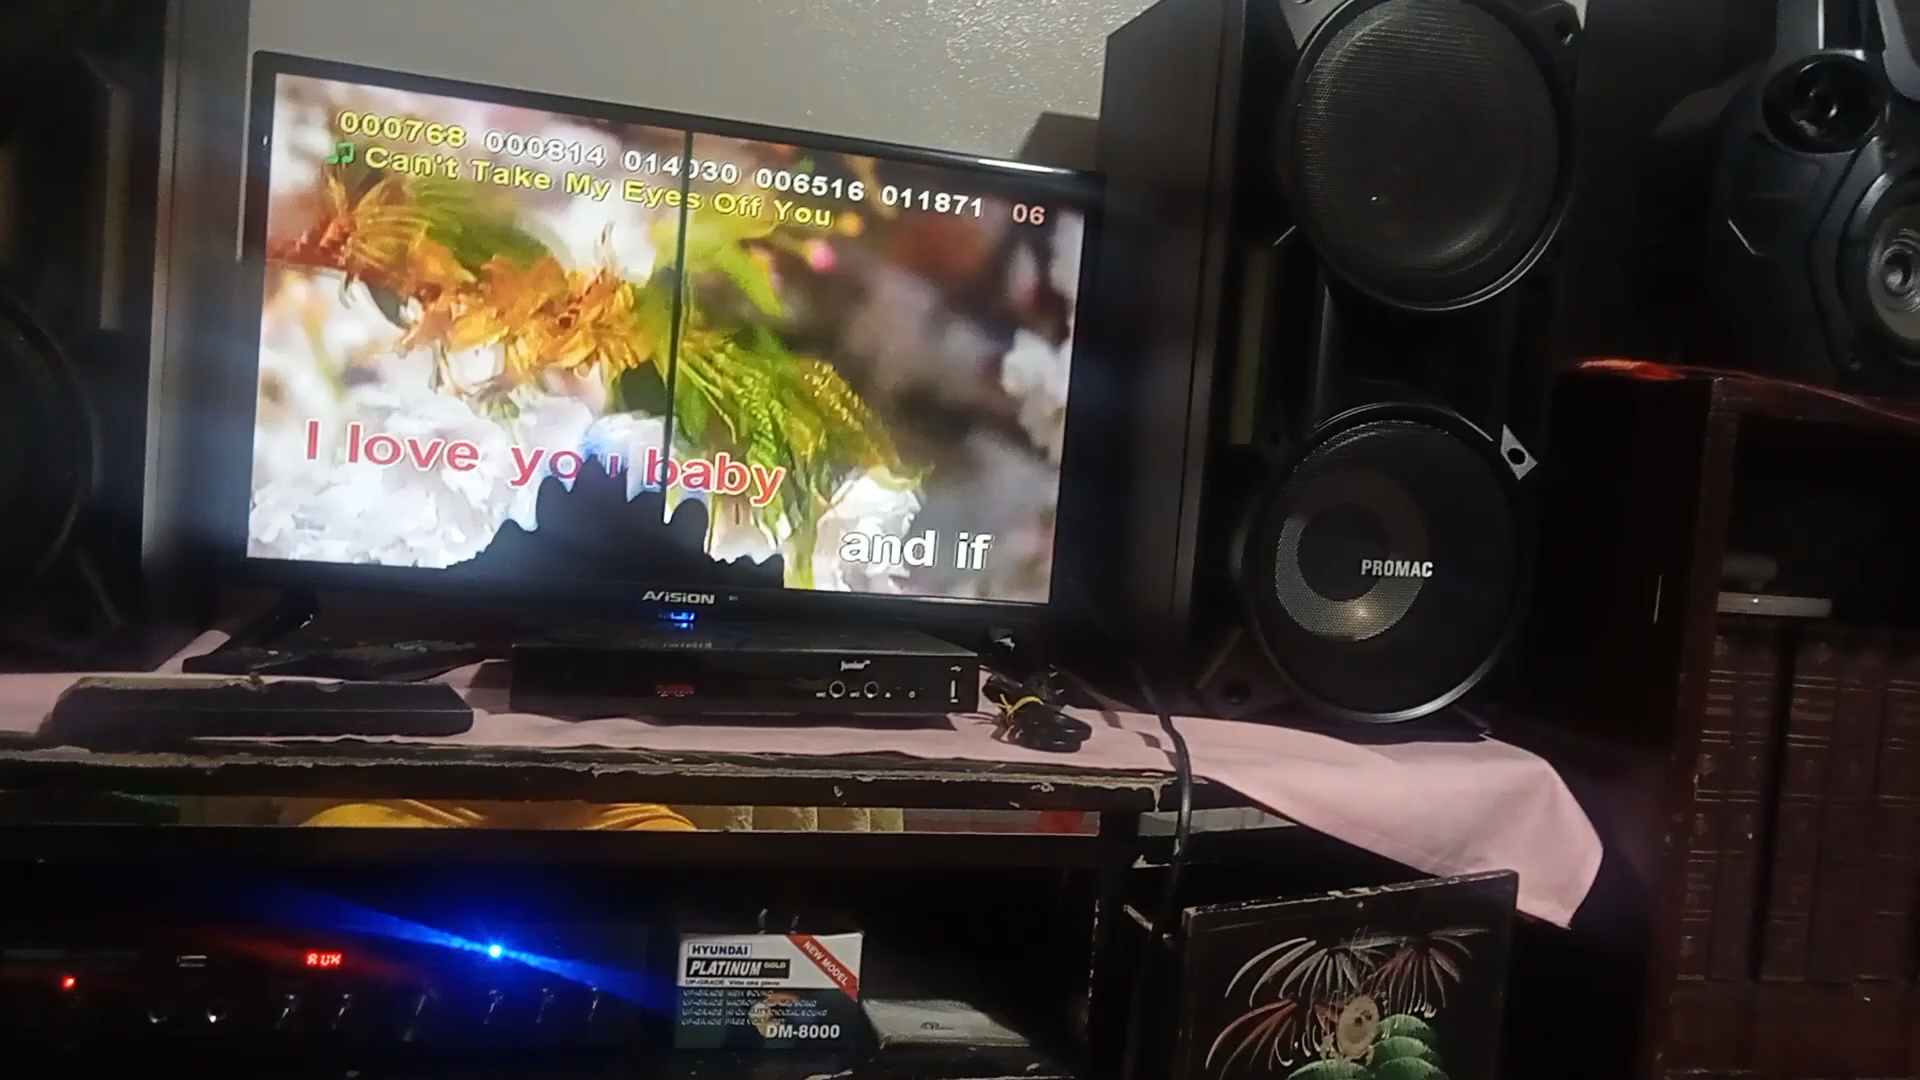 000768 000814 014030 006516 011871 06
Can't Take My Eyes Off You
I love you baby
and if
AVISION
PROMAC
AUX
HYUNDAI
NEW MODEL
PLATINUM GOLD
DM-8000